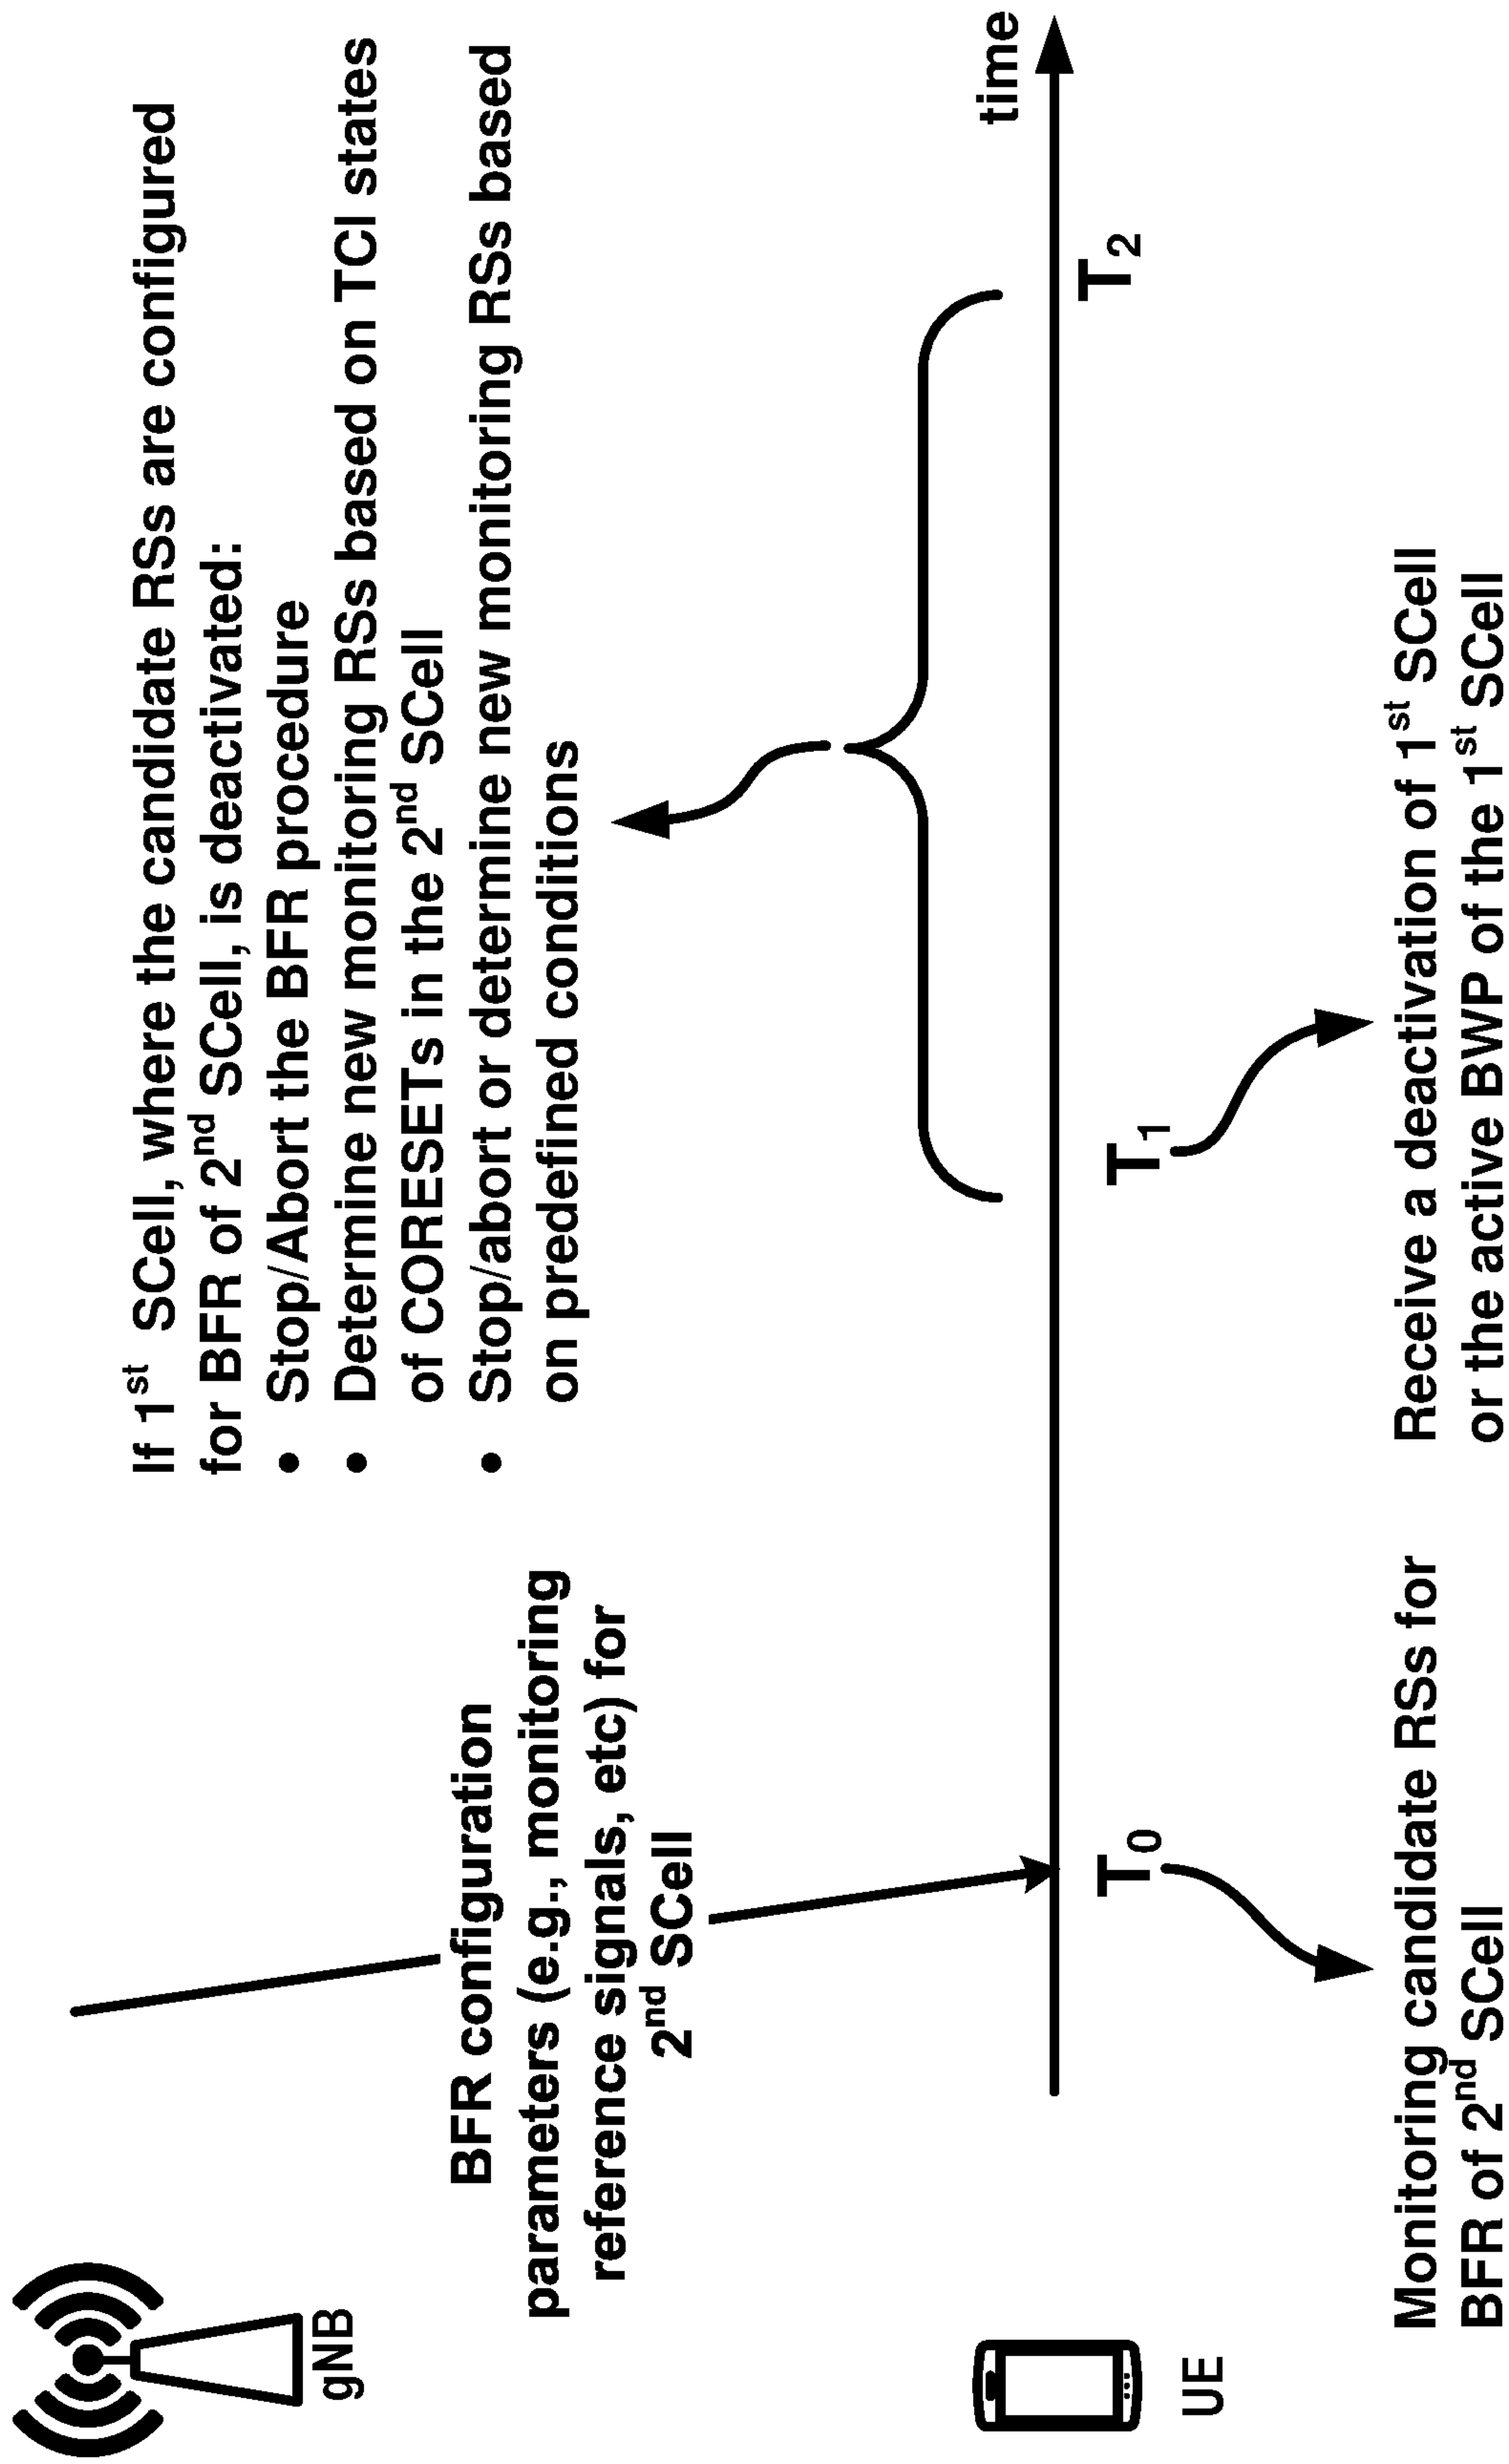 If 1st SCell, where the candidate RSs are configured
for BFR of 2nd SCell, is deactivated:
• Stop/Abort the BFR procedure
• Determine new monitoring RSs based on TCI states
of CORESETs in the 2nd SCell
• Stop/abort or determine new monitoring RSs based
on predefined conditions
gNB
BFR configuration
parameters (e.g., monitoring
reference signals, etc) for
2nd SCell
time
UE
T0
T1
T2
Monitoring candidate RSs for
BFR of 2nd SCell
Receive a deactivation of 1st SCell
or the active BWP of the 1st SCell